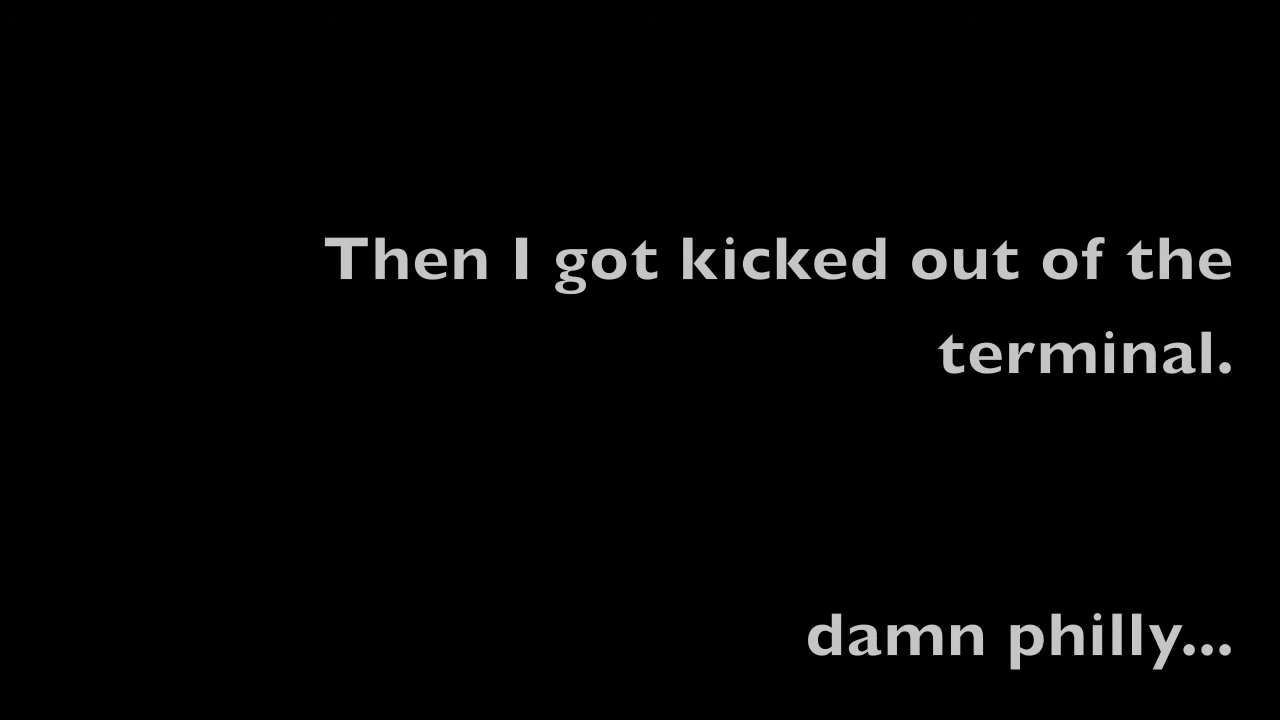 Then I got kicked out of the
terminal.
damn philly...